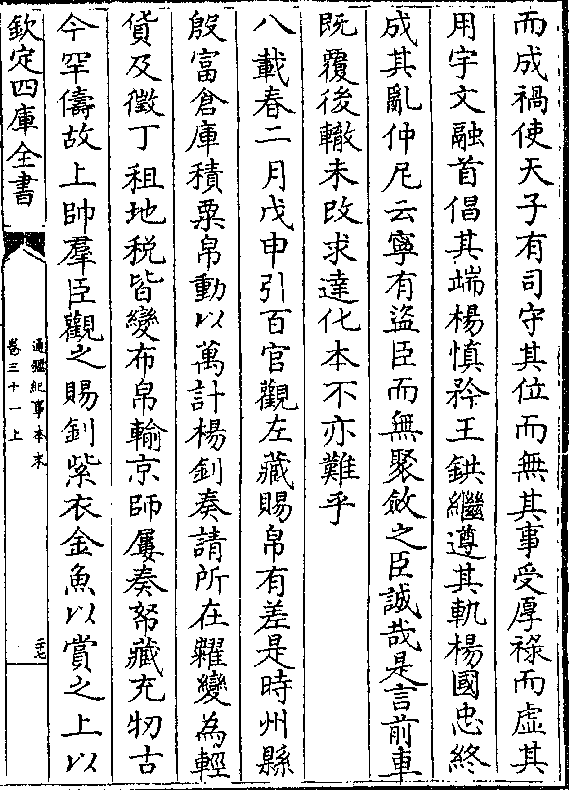 而成禍使天子有司守其位而無其事受厚祿而虛其
用宇文融首倡其端楊慎矜王鉷繼遵其軌楊國忠終
成其亂仲尼云寧有盜臣而無聚斂之臣誠哉是言前車
既覆後轍未改求達化本不亦難乎
八載春二月戊申引百官觀左藏賜帛有差是時州縣
殷富倉庫積粟帛動以萬計楊釗奏請所在糶變為輕
貨及徵丁租地稅皆變布帛輸京師屢奏帑藏充牣古
今罕儔故上帥羣臣觀之賜釗紫衣金魚以賞之上以
欽定四庫全書
通鑑紀事本末
卷三十一上
二十七